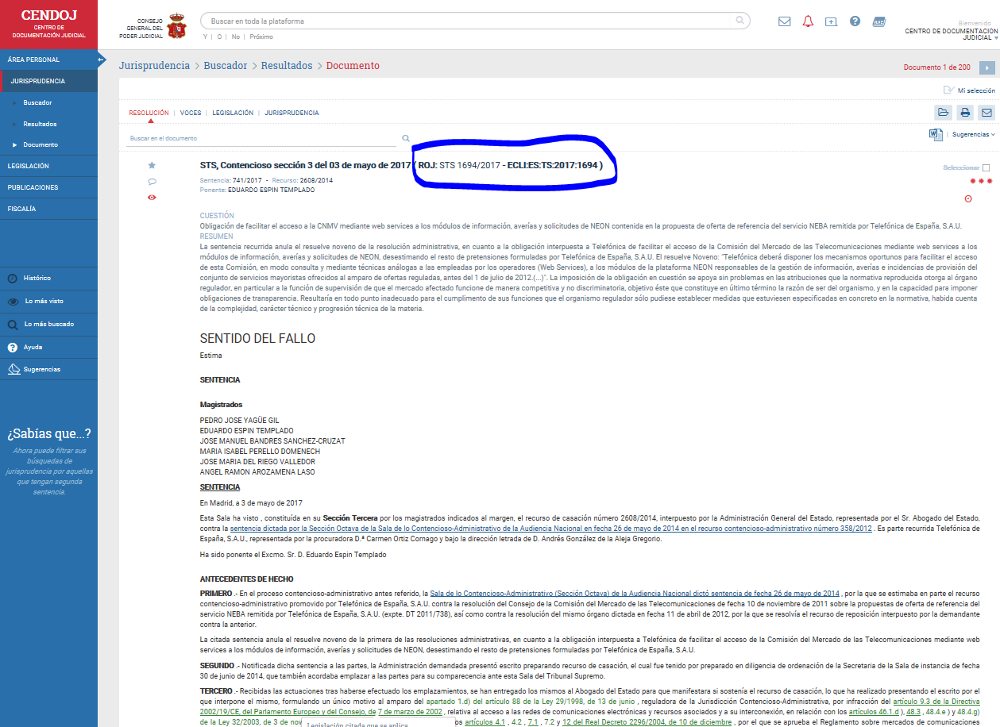 CENDOJ
CENTRO DE
DOCUMENTACIÓN JUDICIAL
CONSEJO
GENERAL DEL
PODER JUDICIAL
Buscar en toda la plataforma
Y | O | No | Próximo
Bienvenido
CENTRO DE DOCUMENTACION
JUDICIAL
ÁREA PERSONAL
JURISPRUDENCIA
Buscador
Resultados
Documento
LEGISLACIÓN
PUBLICACIONES
FISCALÍA
Histórico
Lo más visto
Lo más buscado
Ayuda
Sugerencias
¿Sabías que...?
Ahora puede filtrar sus
búsquedas de
jurisprudencia por aquellas
que tengan segunda
sentencia.
Jurisprudencia > Buscador > Resultados > Documento
Documento 1 de 200
Mi selección
RESOLUCIÓN | VOCES | LEGISLACIÓN | JURISPRUDENCIA
Buscar en el documento
Sugerencias
STS, Contencioso sección 3 del 03 de mayo de 2017 ( ROJ: STS 1694/2017 - ECLI:ES:TS:2017:1694 )
Seleccionar
Sentencia: 741/2017 - Recurso: 2608/2014
Ponente: EDUARDO ESPIN TEMPLADO
CUESTIÓN
Obligación de facilitar el acceso a la CNMV mediante web services a los módulos de información, averías y solicitudes de NEON contenida en la propuesta de oferta de referencia del servicio NEBA remitida por Telefónica de España, S.A.U.
RESUMEN
La sentencia recurrida anula el resuelve noveno de la resolución administrativa, en cuanto a la obligación interpuesta a Telefónica de facilitar el acceso de la Comisión del Mercado de las Telecomunicaciones mediante web services a los
módulos de información, averías y solicitudes de NEON, desestimando el resto de pretensiones formuladas por Telefónica de España, S.A.U. El resuelve Noveno: "Telefónica deberá disponer los mecanismos oportunos para facilitar el acceso
de esta Comisión, en modo consulta y mediante técnicas análogas a las empleadas por los operadores (Web Services), a los módulos de la plataforma NEON responsables de la gestión de información, averías e incidencias de provisión del
conjunto de servicios mayoristas ofrecidos al amparo de ofertas reguladas, antes del 1 de julio de 2012.(...)". La imposición de la obligación en cuestión se apoya sin problemas en las atribuciones que la normativa reproducida otorga al órgano
regulador, en particular a la función de supervisión de que el mercado afectado funcione de manera competitiva y no discriminatoria, objetivo éste que constituye en último término la razón de ser del organismo, y en la capacidad para imponer
obligaciones de transparencia. Resultaría en todo punto inadecuado para el cumplimento de sus funciones que el organismo regulador sólo pudiese establecer medidas que estuviesen especificadas en concreto en la normativa, habida cuenta
de la complejidad, carácter técnico y progresión técnica de la materia.
SENTIDO DEL FALLO
Estima
SENTENCIA
Magistrados
PEDRO JOSE YAGÜE GIL
EDUARDO ESPIN TEMPLADO
JOSE MANUEL BANDRES SANCHEZ-CRUZAT
MARIA ISABEL PERELLO DOMENECH
JOSE MARIA DEL RIEGO VALLEDOR
ANGEL RAMON AROZAMENA LASO
SENTENCIA
En Madrid, a 3 de mayo de 2017
Esta Sala ha visto , constituída en su Sección Tercera por los magistrados indicados al margen, el recurso de casación número 2608/2014, interpuesto por la Administración General del Estado, representada por el Sr. Abogado del Estado,
contra la sentencia dictada por la Sección Octava de la Sala de lo Contencioso-Administrativo de la Audiencia Nacional en fecha 26 de mayo de 2014 en el recurso contencioso-administrativo número 358/2012 . Es parte recurrida Telefónica de
España, S.A.U., representada por la procuradora D.ª Carmen Ortiz Cornago y bajo la dirección letrada de D. Andrés González de la Aleja Gregorio.
Ha sido ponente el Excmo. Sr. D. Eduardo Espin Templado
ANTECEDENTES DE HECHO
PRIMERO .- En el proceso contencioso-administrativo antes referido, la Sala de lo Contencioso-Administrativo (Sección Octava) de la Audiencia Nacional dictó sentencia de fecha 26 de mayo de 2014 , por la que se estimaba en parte el recurso
contencioso-administrativo promovido por Telefónica de España, S.A.U. contra la resolución del Consejo de la Comisión del Mercado de las Telecomunicaciones de fecha 10 de noviembre de 2011 sobre la propuestas de oferta de referencia del
servicio NEBA remitida por Telefónica de España, S.A.U. (expte. DT 2011/738), así como contra la resolución del mismo órgano dictada en fecha 11 de abril de 2012, por la que se resolvía el recurso de reposición interpuesto por la demandante
contra la anterior.
La citada sentencia anula el resuelve noveno de la primera de las resoluciones administrativas, en cuanto a la obligación interpuesta a Telefónica de facilitar el acceso de la Comisión del Mercado de las Telecomunicaciones mediante web
services a los módulos de información, averías y solicitudes de NEON, desestimando el resto de pretensiones formuladas por Telefónica de España, S.A.U.
SEGUNDO .- Notificada dicha sentencia a las partes, la Administración demandada presentó escrito preparando recurso de casación, el cual fue tenido por preparado en diligencia de ordenación de la Secretaria de la Sala de instancia de fecha
30 de junio de 2014, que también acordaba emplazar a las partes para su comparecencia ante esta Sala del Tribunal Supremo.
TERCERO .- Recibidas las actuaciones tras haberse efectuado los emplazamientos, se han entregado los mismos al Abogado del Estado para que manifestara si sostenía el recurso de casación, lo que ha realizado presentando el escrito por el
que interpone el mismo, formulando un único motivo al amparo del apartado 1.d) del artículo 88 de la Ley 29/1998, de 13 de junio , reguladora de la Jurisdicción Contencioso-Administrativa, por infracción del artículo 9.3 de la Directiva
2002/19/CE, del Parlamento Europeo y del Consejo, de 7 de marzo de 2002 , relativa al acceso a las redes de comunicaciones electrónicas y recursos asociados y a su interconexión, en relación con los artículos 46.1.d ), 48.3 , 48.4.e ) y 48.4.g)
de la Ley 32/2003, de 3 de nov
Legislación citada que se aplica
os artículos 4.1 , 4.2 , 7.1 , 7.2 y 12 del Real Decreto 2296/2004, de 10 de diciembre , por el que se aprueba el Reglamento sobre mercados de comunicaciones